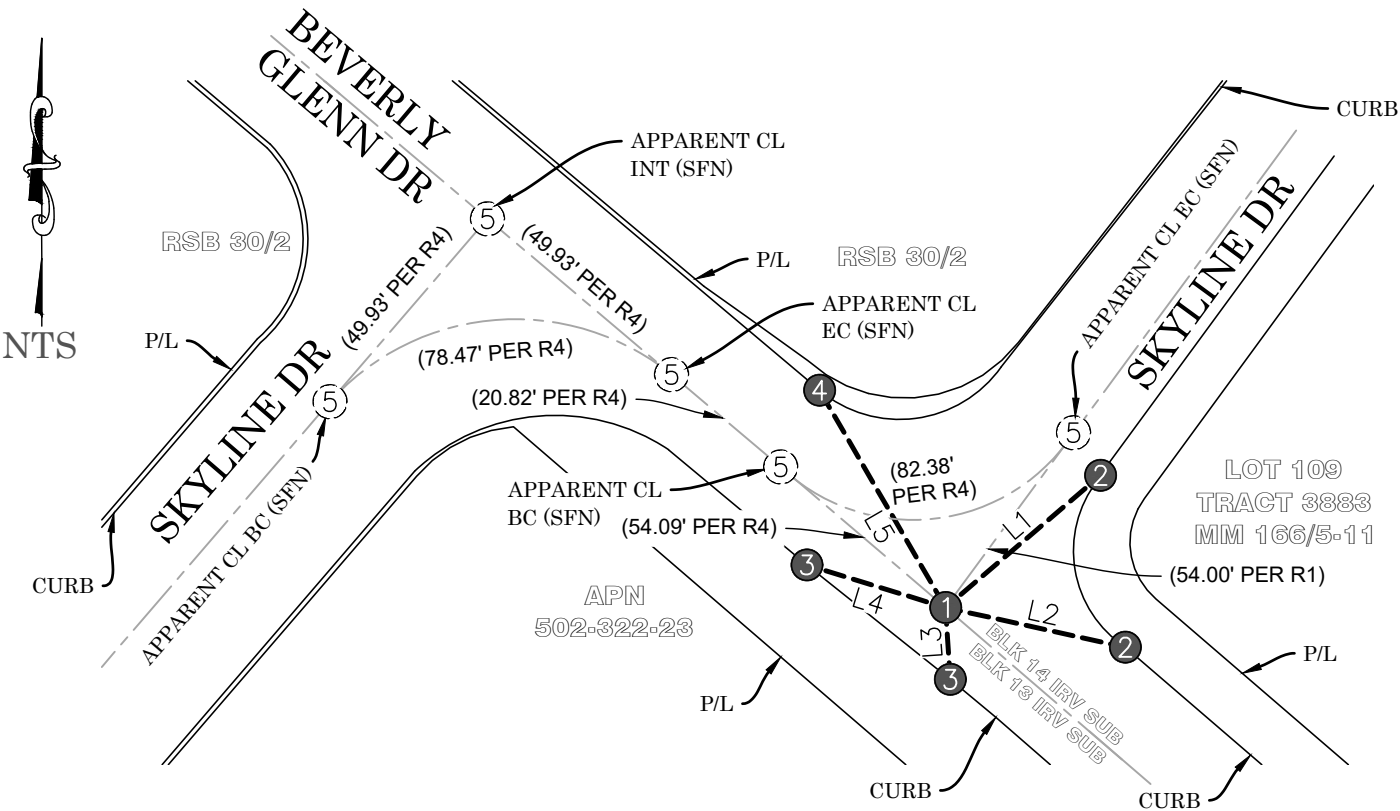 BEVERLY
GLENN DR
APPARENT CL
INT (SFN)
CURB
RSB 30/2
(49.93' PER R4)
(49.93' PER R4)
P/L
RSB 30/2
APPARENT CL EC (SFN)
SKYLINE DR
5
NTS
P/L
(78.47' PER R4)
APPARENT CL
EC (SFN)
5
5
4
(20.82' PER R4)
SKYLINE DR
5
5
2
(82.38'
PER R4)
LOT 109
TRACT 3883
MM 166/5-11
APPARENT CL
BC (SFN)
APPARENT CL BC (SFN)
(54.09' PER R4)
L5
L1
3
(54.00' PER R1)
CURB
APN
502-322-23
L4
1
L2
L3
2
BLK 14 IRV SUB
BLK 13 IRV SUB
3
P/L
P/L
CURB
CURB